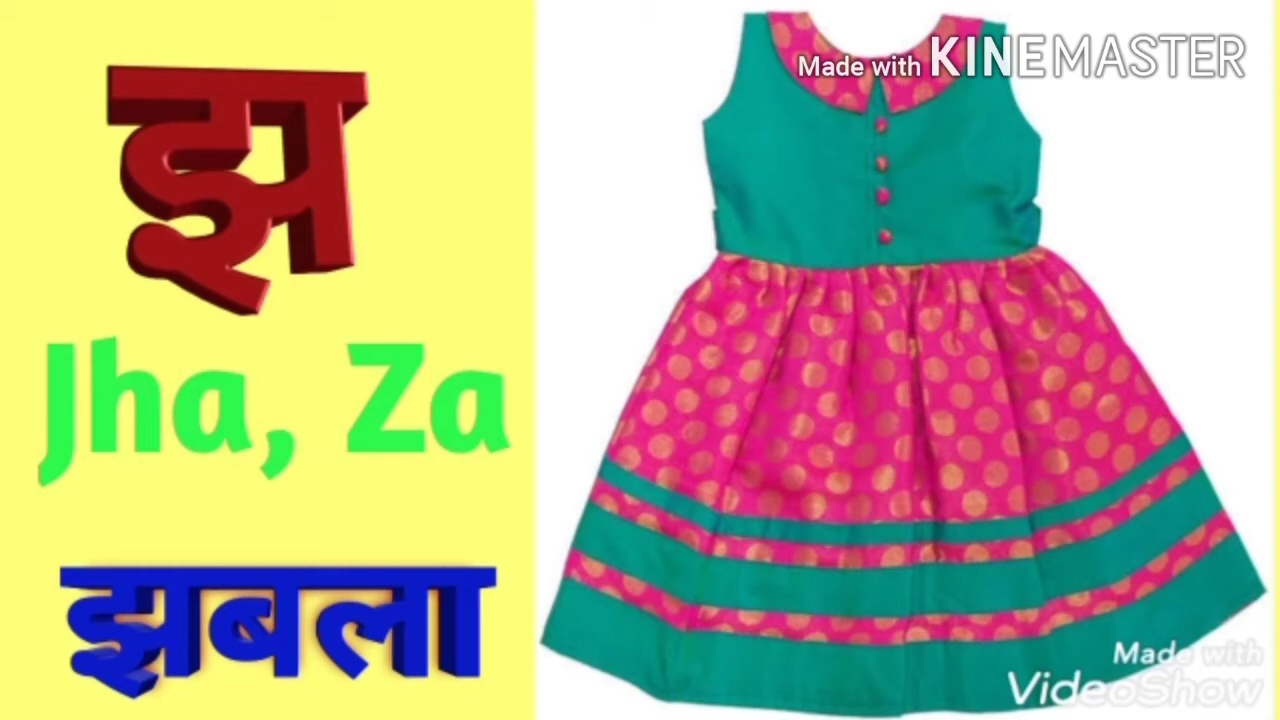 झ
Jha, Za
झबला
Made with KINEMASTER
Made with
VideoShow